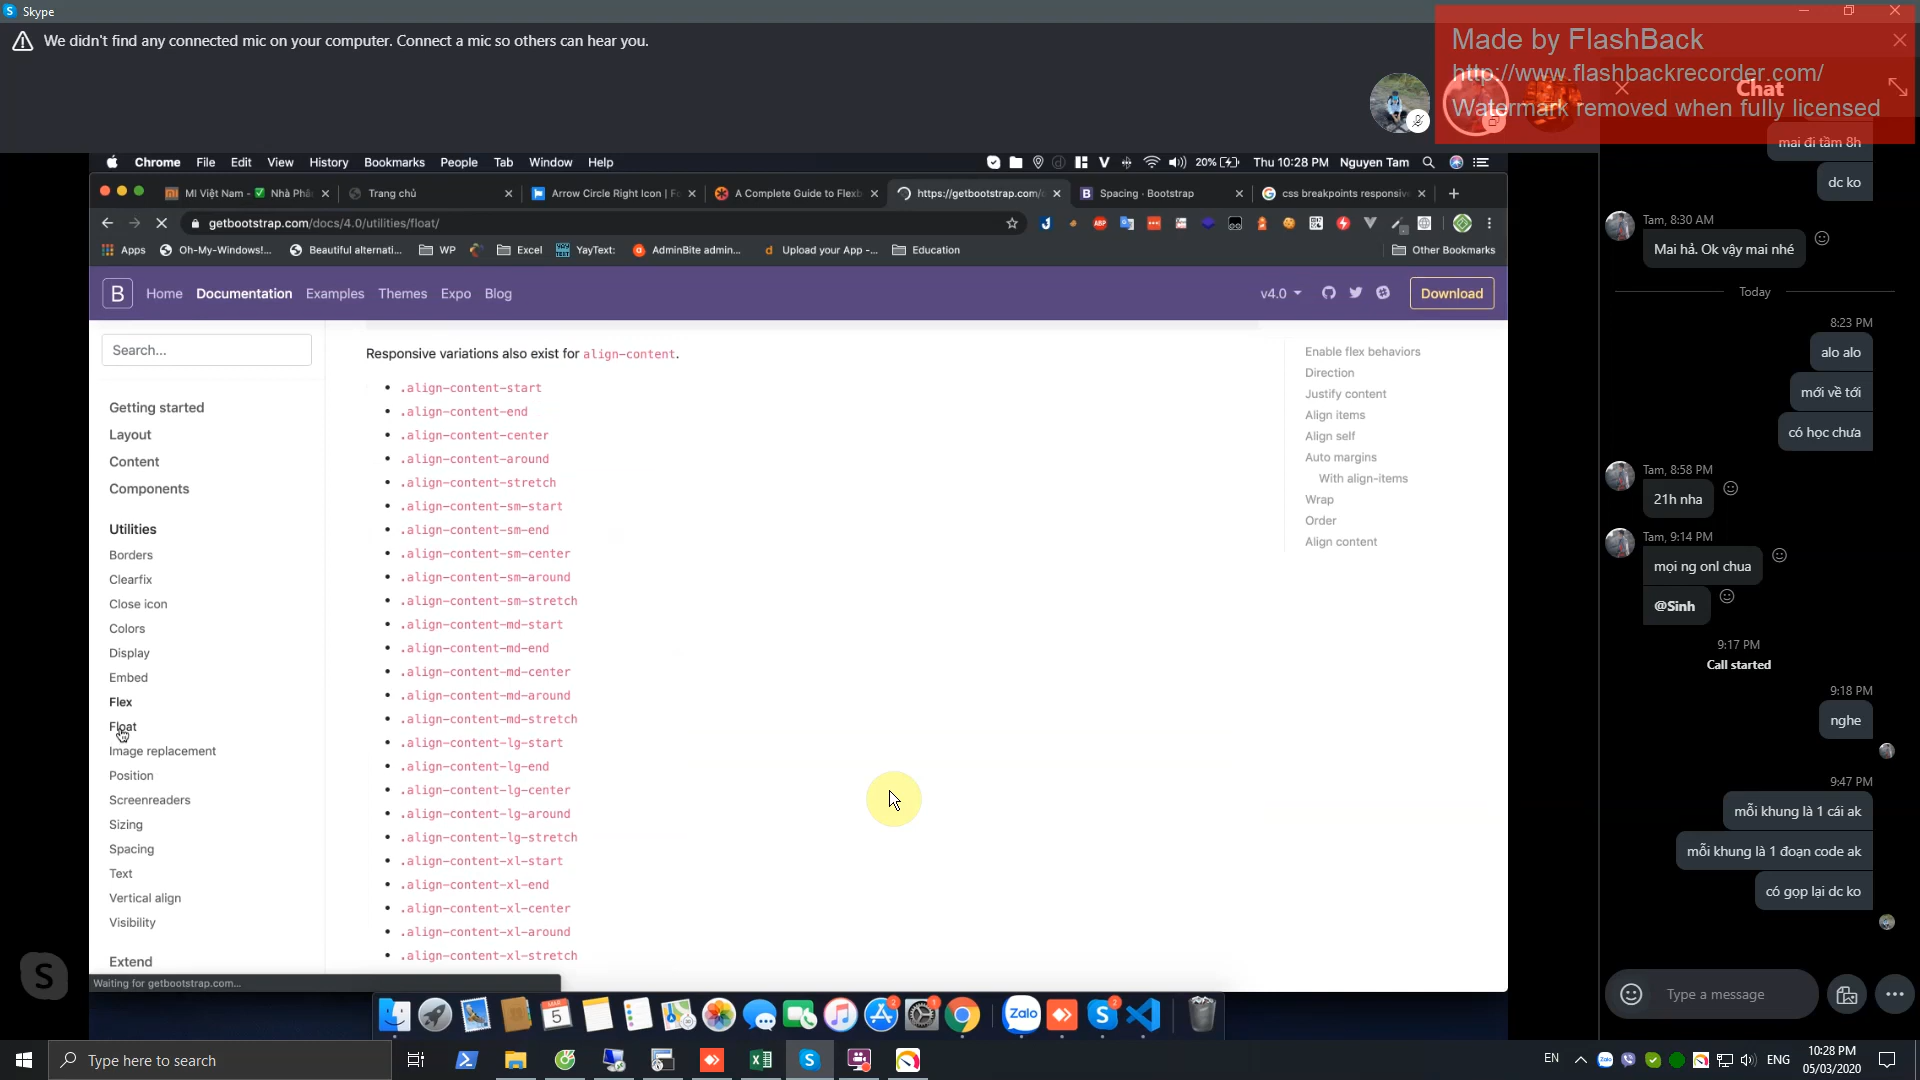 Skype
We didn't find any connected mic on your computer. Connect a mic so others can hear you.
Made by FlashBack
http://www.flashbackrecorder.com/
Watermark removed when fully licensed
Chat
Chrome File Edit View History Bookmarks People Tab Window Help
20% Thu 10:28 PM Nguyen Tam
MI Việt Nam - ✅ Nhà Phâ
Trang chủ
Arrow Circle Right Icon | Fo
A Complete Guide to Flexb
https://getbootstrap.com/d
Spacing · Bootstrap
css breakpoints responsive
getbootstrap.com/docs/4.0/utilities/float/
Apps Oh-My-Windows!... Beautiful alternati... WP Excel YayText: AdminBite admin... Upload your App -... Education Other Bookmarks
B Home Documentation Examples Themes Expo Blog v4.0 Download
Search...
Getting started
Layout
Content
Components
Utilities
Borders
Clearfix
Close icon
Colors
Display
Embed
Flex
Float
Image replacement
Position
Screenreaders
Sizing
Spacing
Text
Vertical align
Visibility
Extend
Waiting for getbootstrap.com...
Responsive variations also exist for align-content.
.align-content-start
.align-content-end
.align-content-center
.align-content-around
.align-content-stretch
.align-content-sm-start
.align-content-sm-end
.align-content-sm-center
.align-content-sm-around
.align-content-sm-stretch
.align-content-md-start
.align-content-md-end
.align-content-md-center
.align-content-md-around
.align-content-md-stretch
.align-content-lg-start
.align-content-lg-end
.align-content-lg-center
.align-content-lg-around
.align-content-lg-stretch
.align-content-xl-start
.align-content-xl-end
.align-content-xl-center
.align-content-xl-around
.align-content-xl-stretch
Enable flex behaviors
Direction
Justify content
Align items
Align self
Auto margins
With align-items
Wrap
Order
Align content
mai đi tầm 8h
dc ko
Tam, 8:30 AM
Mai hả. Ok vậy mai nhé
Today
8:23 PM
alo alo
mới về tới
có học chưa
Tam, 8:58 PM
21h nha
Tam, 9:14 PM
mọi ng onl chua
@Sinh
9:17 PM
Call started
9:18 PM
nghe
9:47 PM
mỗi khung là 1 cái ak
mỗi khung là 1 đoạn code ak
có gọp lại dc ko
Type a message
MAR
5
Zalo
Type here to search
EN
ENG
10:28 PM
05/03/2020